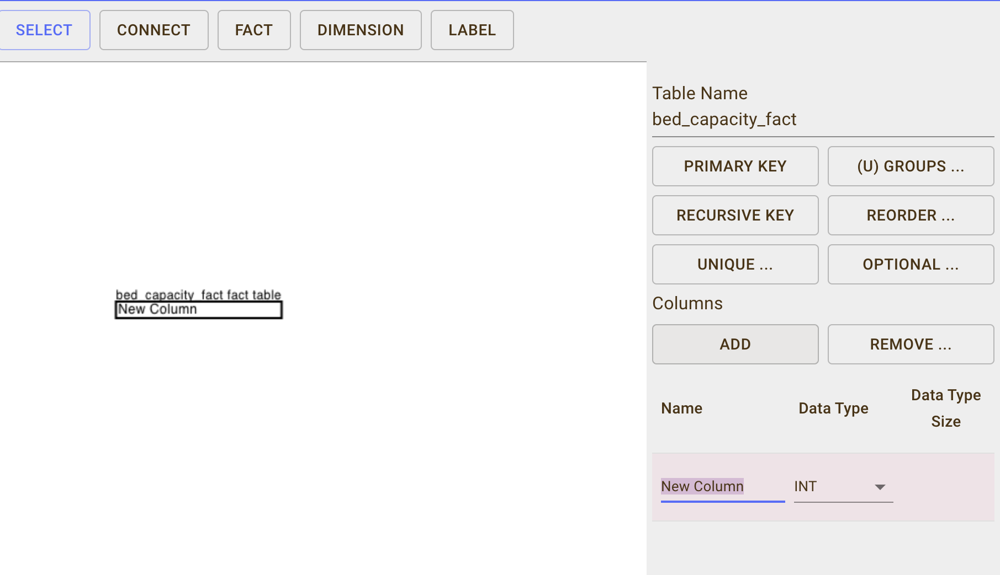 SELECT CONNECT FACT DIMENSION LABEL
Table Name
bed_capacity_fact
PRIMARY KEY (U) GROUPS ...
RECURSIVE KEY REORDER ...
UNIQUE ... OPTIONAL ...
bed_capacity_fact fact table
New Column
Columns
ADD REMOVE ...
Name Data Type Data Type
Size
New Column INT